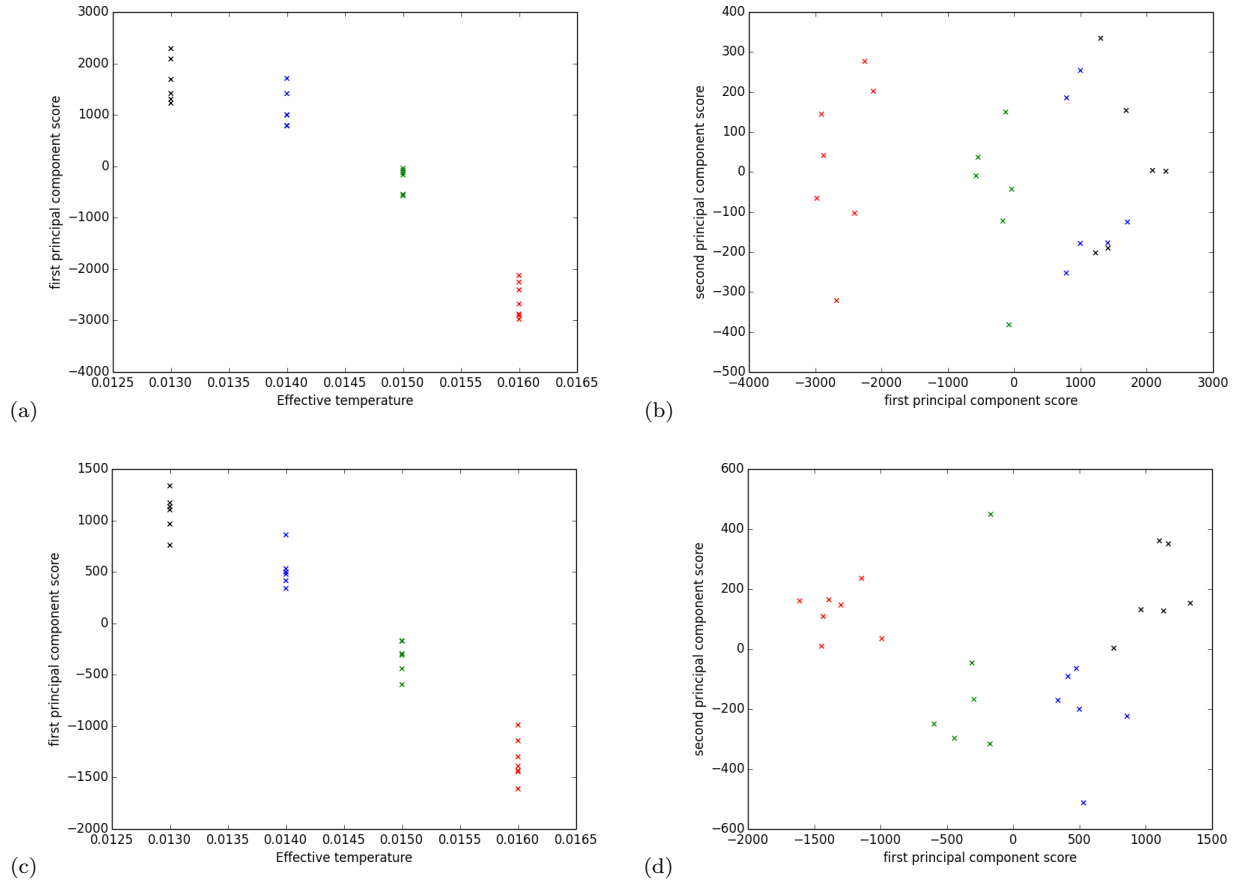 3000
2000
1000
0
−1000
−2000
−3000
−4000
first principal component score
0.0125 0.0130 0.0135 0.0140 0.0145 0.0150 0.0155 0.0160 0.0165
Effective temperature
(a)
400
300
200
100
0
−100
−200
−300
−400
−500
second principal component score
−4000 −3000 −2000 −1000 0 1000 2000 3000
first principal component score
(b)
1500
1000
500
0
−500
−1000
−1500
−2000
first principal component score
0.0125 0.0130 0.0135 0.0140 0.0145 0.0150 0.0155 0.0160 0.0165
Effective temperature
(c)
600
400
200
0
−200
−400
−600
second principal component score
−2000 −1500 −1000 −500 0 500 1000 1500
first principal component score
(d)